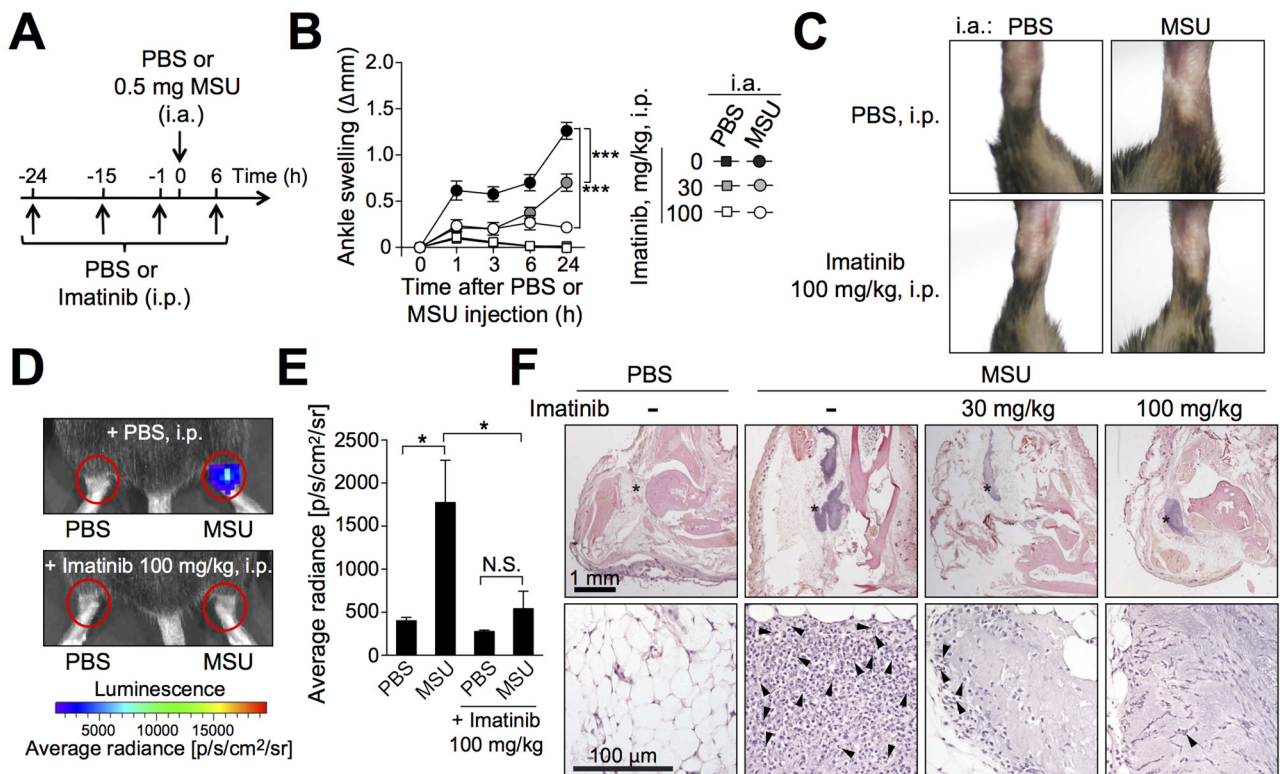 A
PBS or
0.5 mg MSU
(i.a.)
-24
-15
-1
0
6
Time (h)
PBS or
Imatinib (i.p.)
B
Ankle swelling (Δmm)
2.0
1.5
1.0
0.5
0
0
1
3
6
24
***
***
Time after PBS or
MSU injection (h)
Imatinib, mg/kg, i.p.
i.a.
PBS
MSU
0
30
100
C
i.a.: PBS
MSU
PBS, i.p.
Imatinib
100 mg/kg, i.p.
D
+ PBS, i.p.
PBS
MSU
+ Imatinib 100 mg/kg, i.p.
PBS
MSU
Luminescence
5000
10000
15000
Average radiance [p/s/cm²/sr]
E
Average radiance [p/s/cm²/sr]
2500
2000
1500
1000
500
0
*
*
N.S.
PBS
MSU
PBS
MSU
+ Imatinib
100 mg/kg
F
PBS
MSU
Imatinib
-
-
30 mg/kg
100 mg/kg
*
*
*
*
1 mm
100 µm